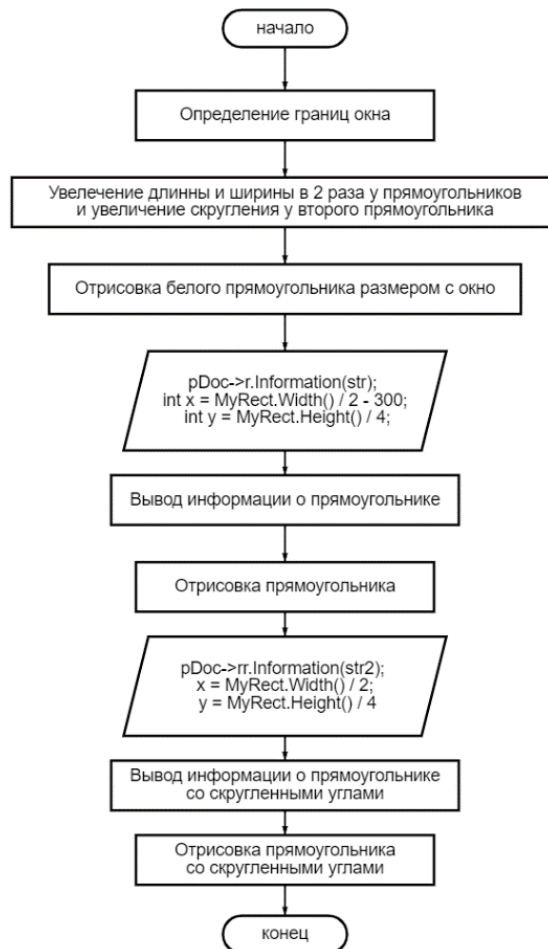 начало
Определение границ окна
Увелечение длинны и ширины в 2 раза у прямоугольников
и увеличение скругления у второго прямоугольника
Отрисовка белого прямоугольника размером с окно
pDoc->r.Information(str);
int x = MyRect.Width() / 2 - 300;
int y = MyRect.Height() / 4;
Вывод информации о прямоугольнике
Отрисовка прямоугольника
pDoc->rr.Information(str2);
x = MyRect.Width() / 2;
y = MyRect.Height() / 4
Вывод информации о прямоугольнике
со скругленными углами
Отрисовка прямоугольника
со скругленными углами
конец